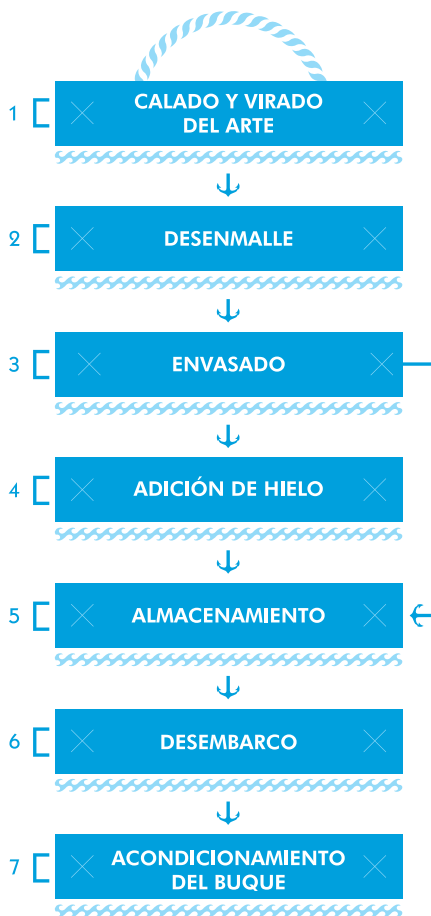 1
CALADO Y VIRADO
DEL ARTE
2
DESENMALLE
3
ENVASADO
4
ADICIÓN DE HIELO
5
ALMACENAMIENTO
6
DESEMBARCO
7
ACONDICIONAMIENTO
DEL BUQUE